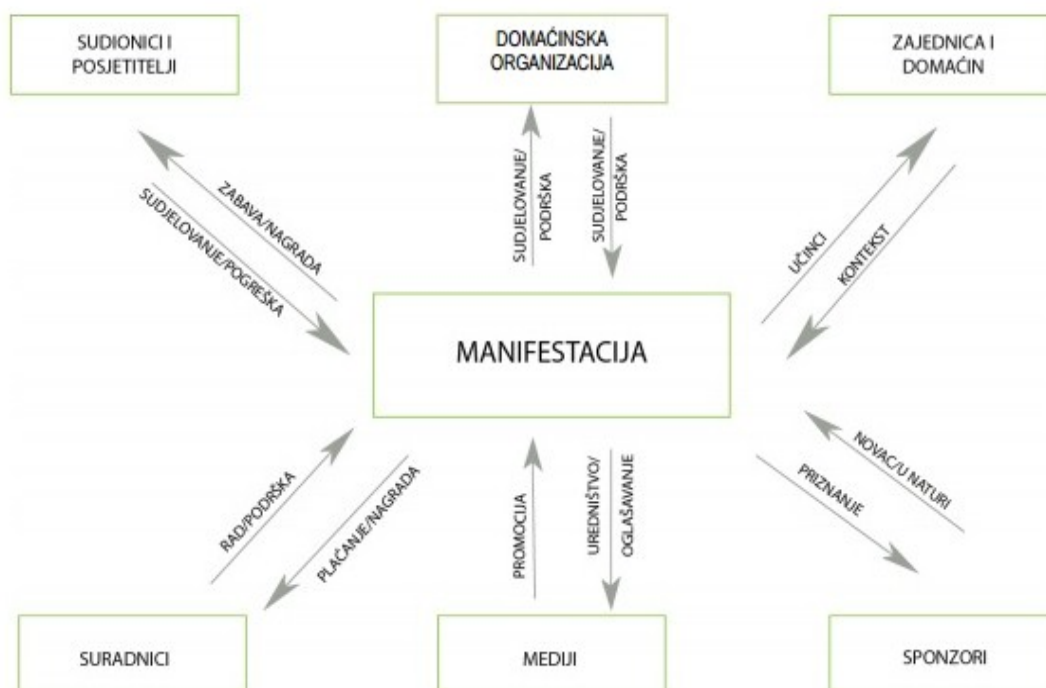 SUDIONICI I
POSJETITELJI
DOMAĆINSKA
ORGANIZACIJA
ZAJEDNICA I
DOMAĆIN
ZABAVA/NAGRADA
SUDJELOVANJE/POGREŠKA
SUDJELOVANJE/
PODRŠKA
SUDJELOVANJE/
PODRŠKA
UČINCI
KONTEKST
MANIFESTACIJA
RAD/PODRŠKA
PLAĆANJE/NAGRADA
PROMOCIJA
UREDNIŠTVO/
OGLAŠAVANJE
NOVAC/U NATURI
PRIZNANJE
SURADNICI
MEDIJI
SPONZORI